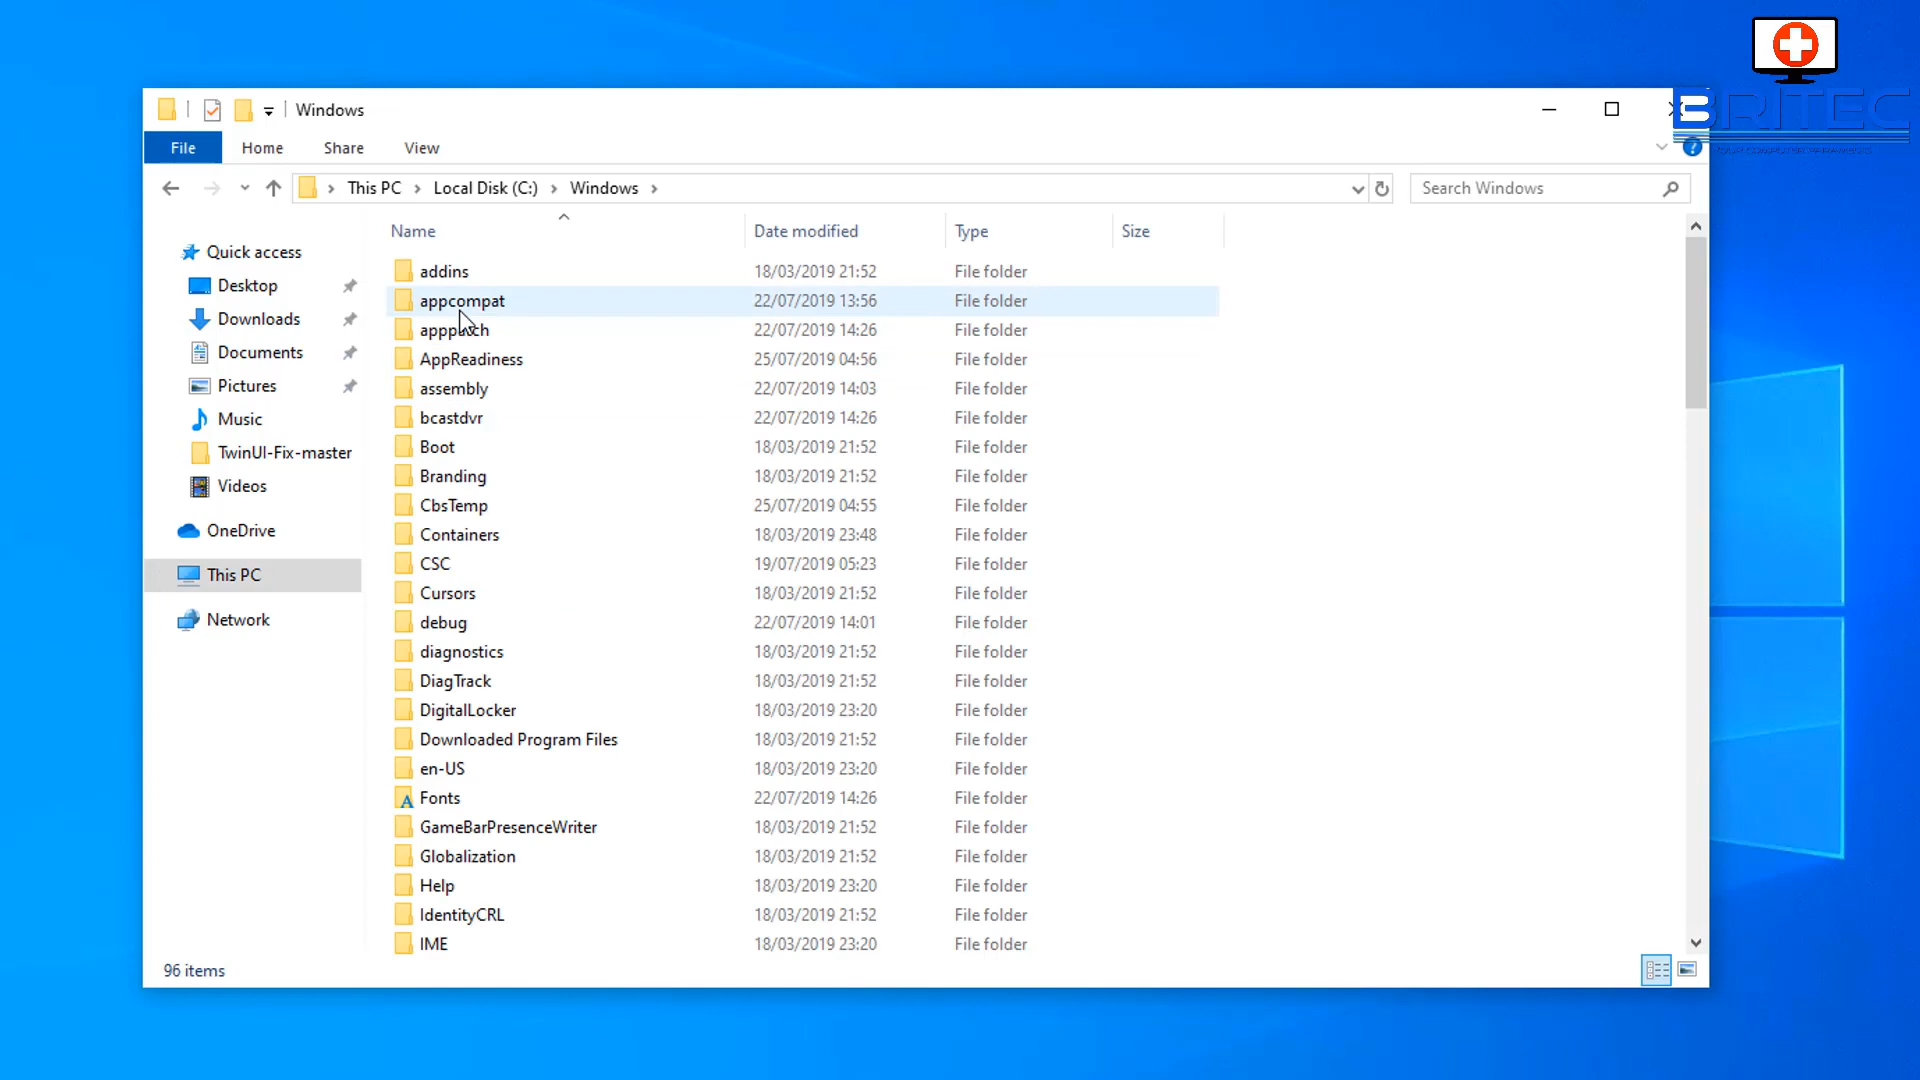 BRITEC
Windows
File Home Share View
This PC Local Disk (C:) Windows Search Windows
Name Date modified Type Size
Quick access
Desktop
Downloads
Documents
Pictures
Music
TwinUI-Fix-master
Videos
OneDrive
This PC
Network
addins 18/03/2019 21:52 File folder
appcompat 22/07/2019 13:56 File folder
apppatch 22/07/2019 14:26 File folder
AppReadiness 25/07/2019 04:56 File folder
assembly 22/07/2019 14:03 File folder
bcastdvr 22/07/2019 14:26 File folder
Boot 18/03/2019 21:52 File folder
Branding 18/03/2019 21:52 File folder
CbsTemp 25/07/2019 04:55 File folder
Containers 18/03/2019 23:48 File folder
CSC 19/07/2019 05:23 File folder
Cursors 18/03/2019 21:52 File folder
debug 22/07/2019 14:01 File folder
diagnostics 18/03/2019 21:52 File folder
DiagTrack 18/03/2019 21:52 File folder
DigitalLocker 18/03/2019 23:20 File folder
Downloaded Program Files 18/03/2019 21:52 File folder
en-US 18/03/2019 23:20 File folder
Fonts 22/07/2019 14:26 File folder
GameBarPresenceWriter 18/03/2019 21:52 File folder
Globalization 18/03/2019 21:52 File folder
Help 18/03/2019 23:20 File folder
IdentityCRL 18/03/2019 21:52 File folder
IME 18/03/2019 23:20 File folder
96 items